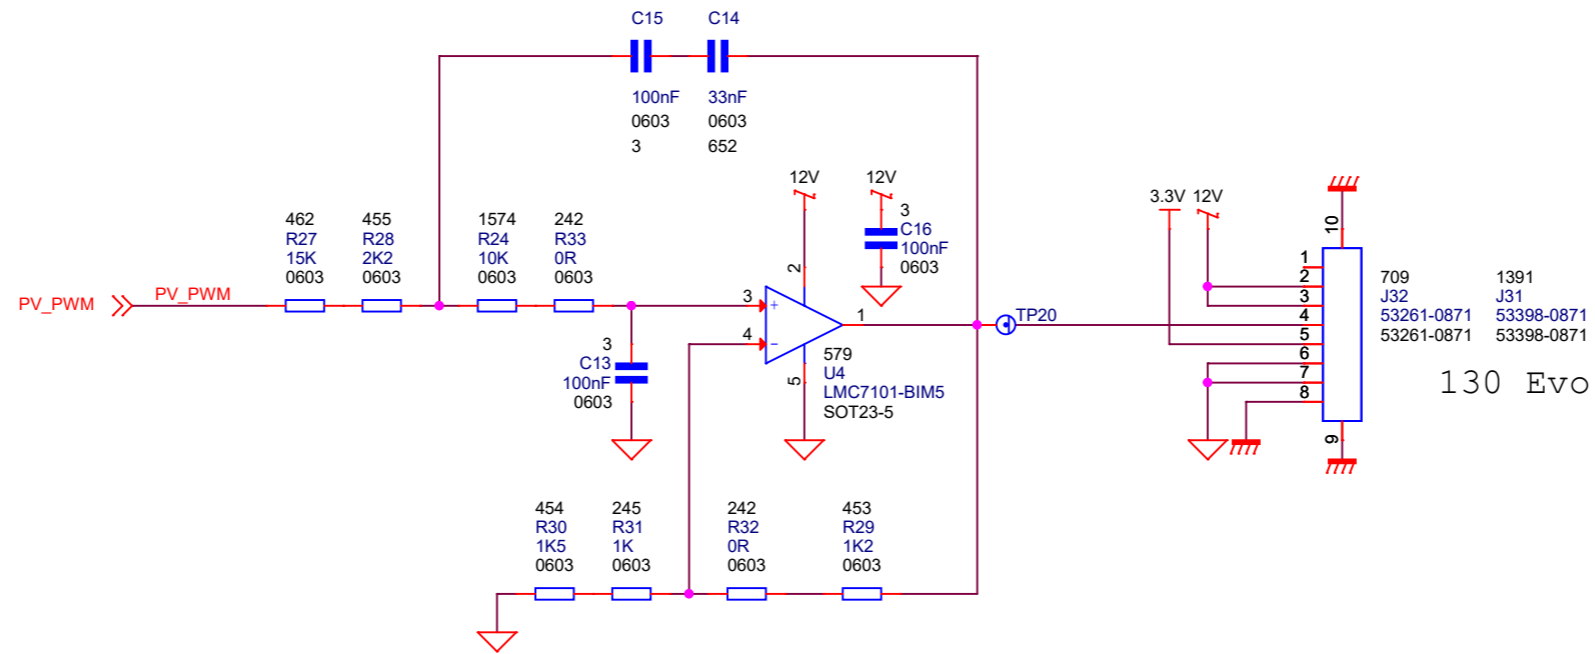 C15
100nF
0603
3
C14
33nF
0603
652
PV_PWM
PV_PWM
462
R27
15K
0603
455
R28
2K2
0603
1574
R24
10K
0603
242
R33
0R
0603
3
C13
100nF
0603
12V
12V
3
C16
100nF
0603
3
+
4
−
2
5
1
579
U4
LMC7101-BIM5
SOT23-5
454
R30
1K5
0603
245
R31
1K
0603
242
R32
0R
0603
453
R29
1K2
0603
TP20
3.3V
12V
10
1
2
3
4
5
6
7
8
9
709
J32
53261-0871
53261-0871
1391
J31
53398-0871
53398-0871
130 Evo